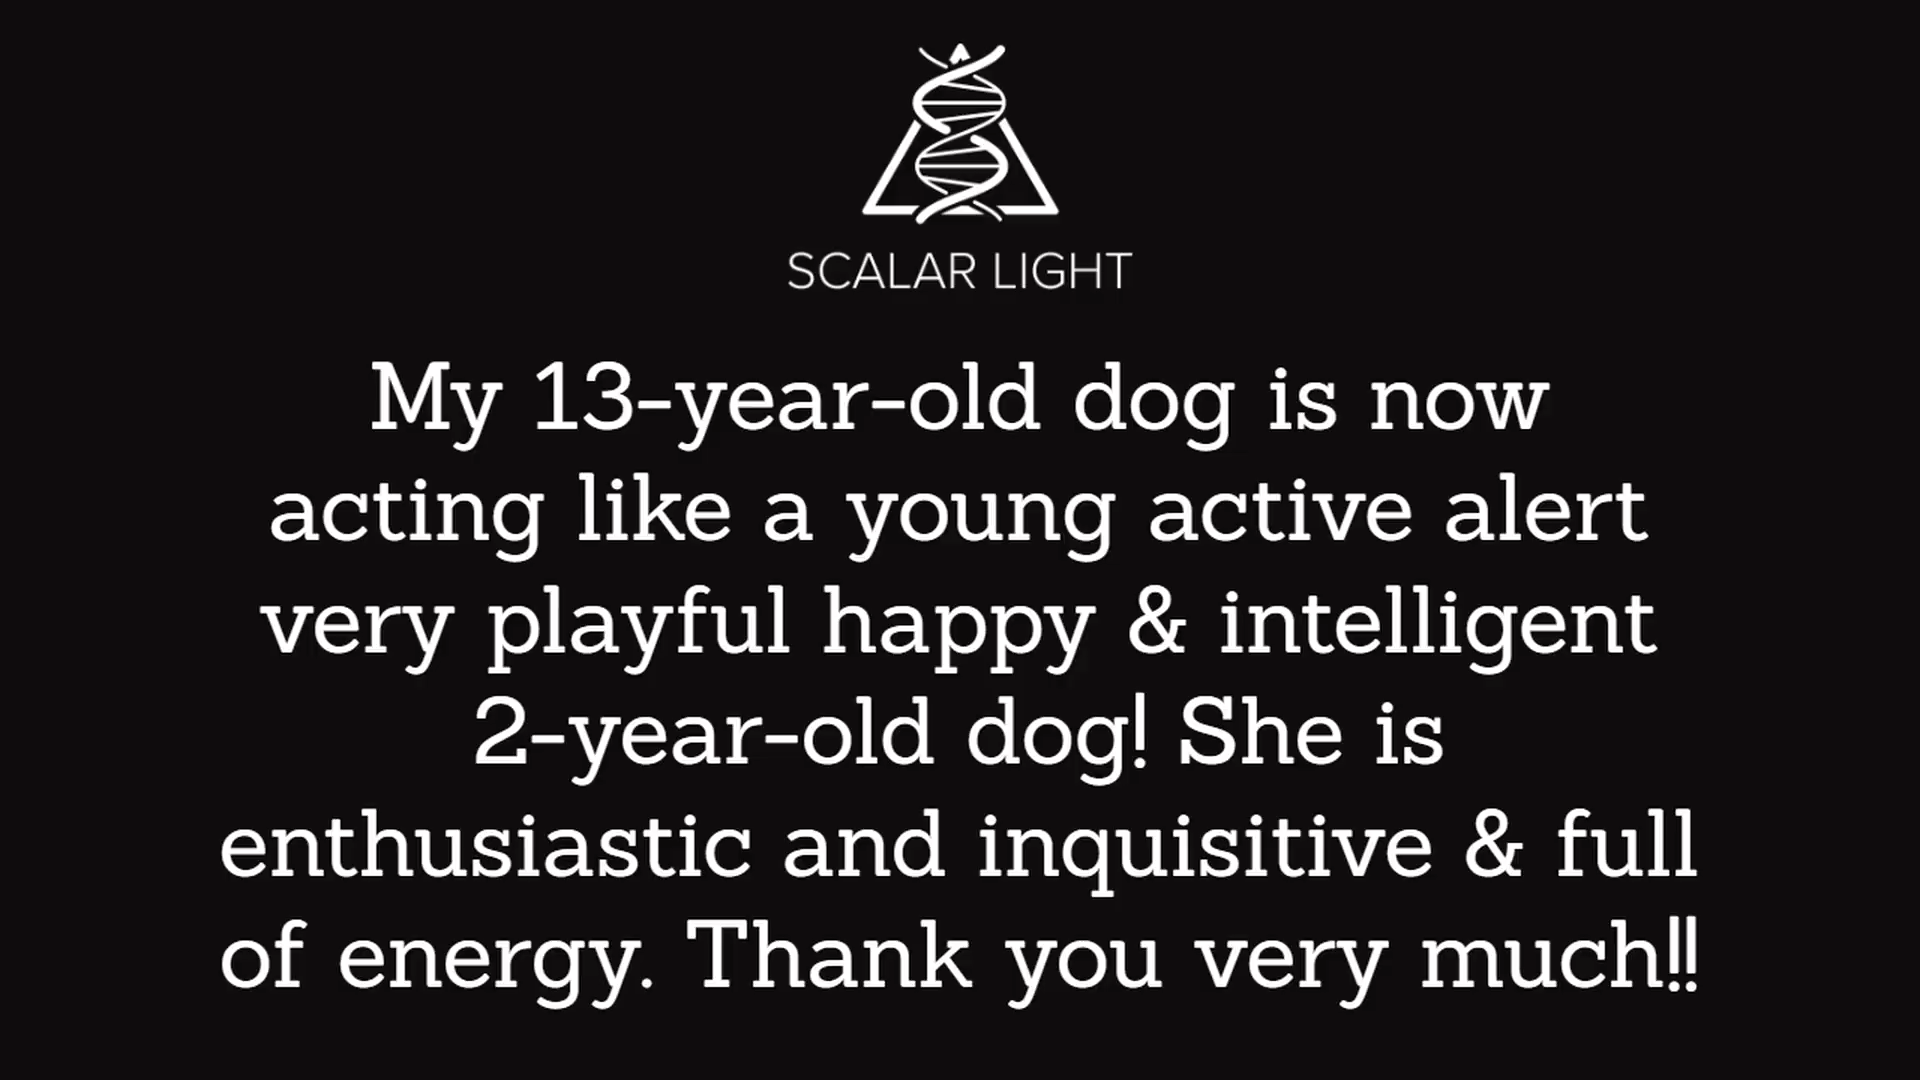 SCALAR LIGHT
My 13-year-old dog is now
acting like a young active alert
very playful happy & intelligent
2-year-old dog! She is
enthusiastic and inquisitive & full
of energy. Thank you very much!!